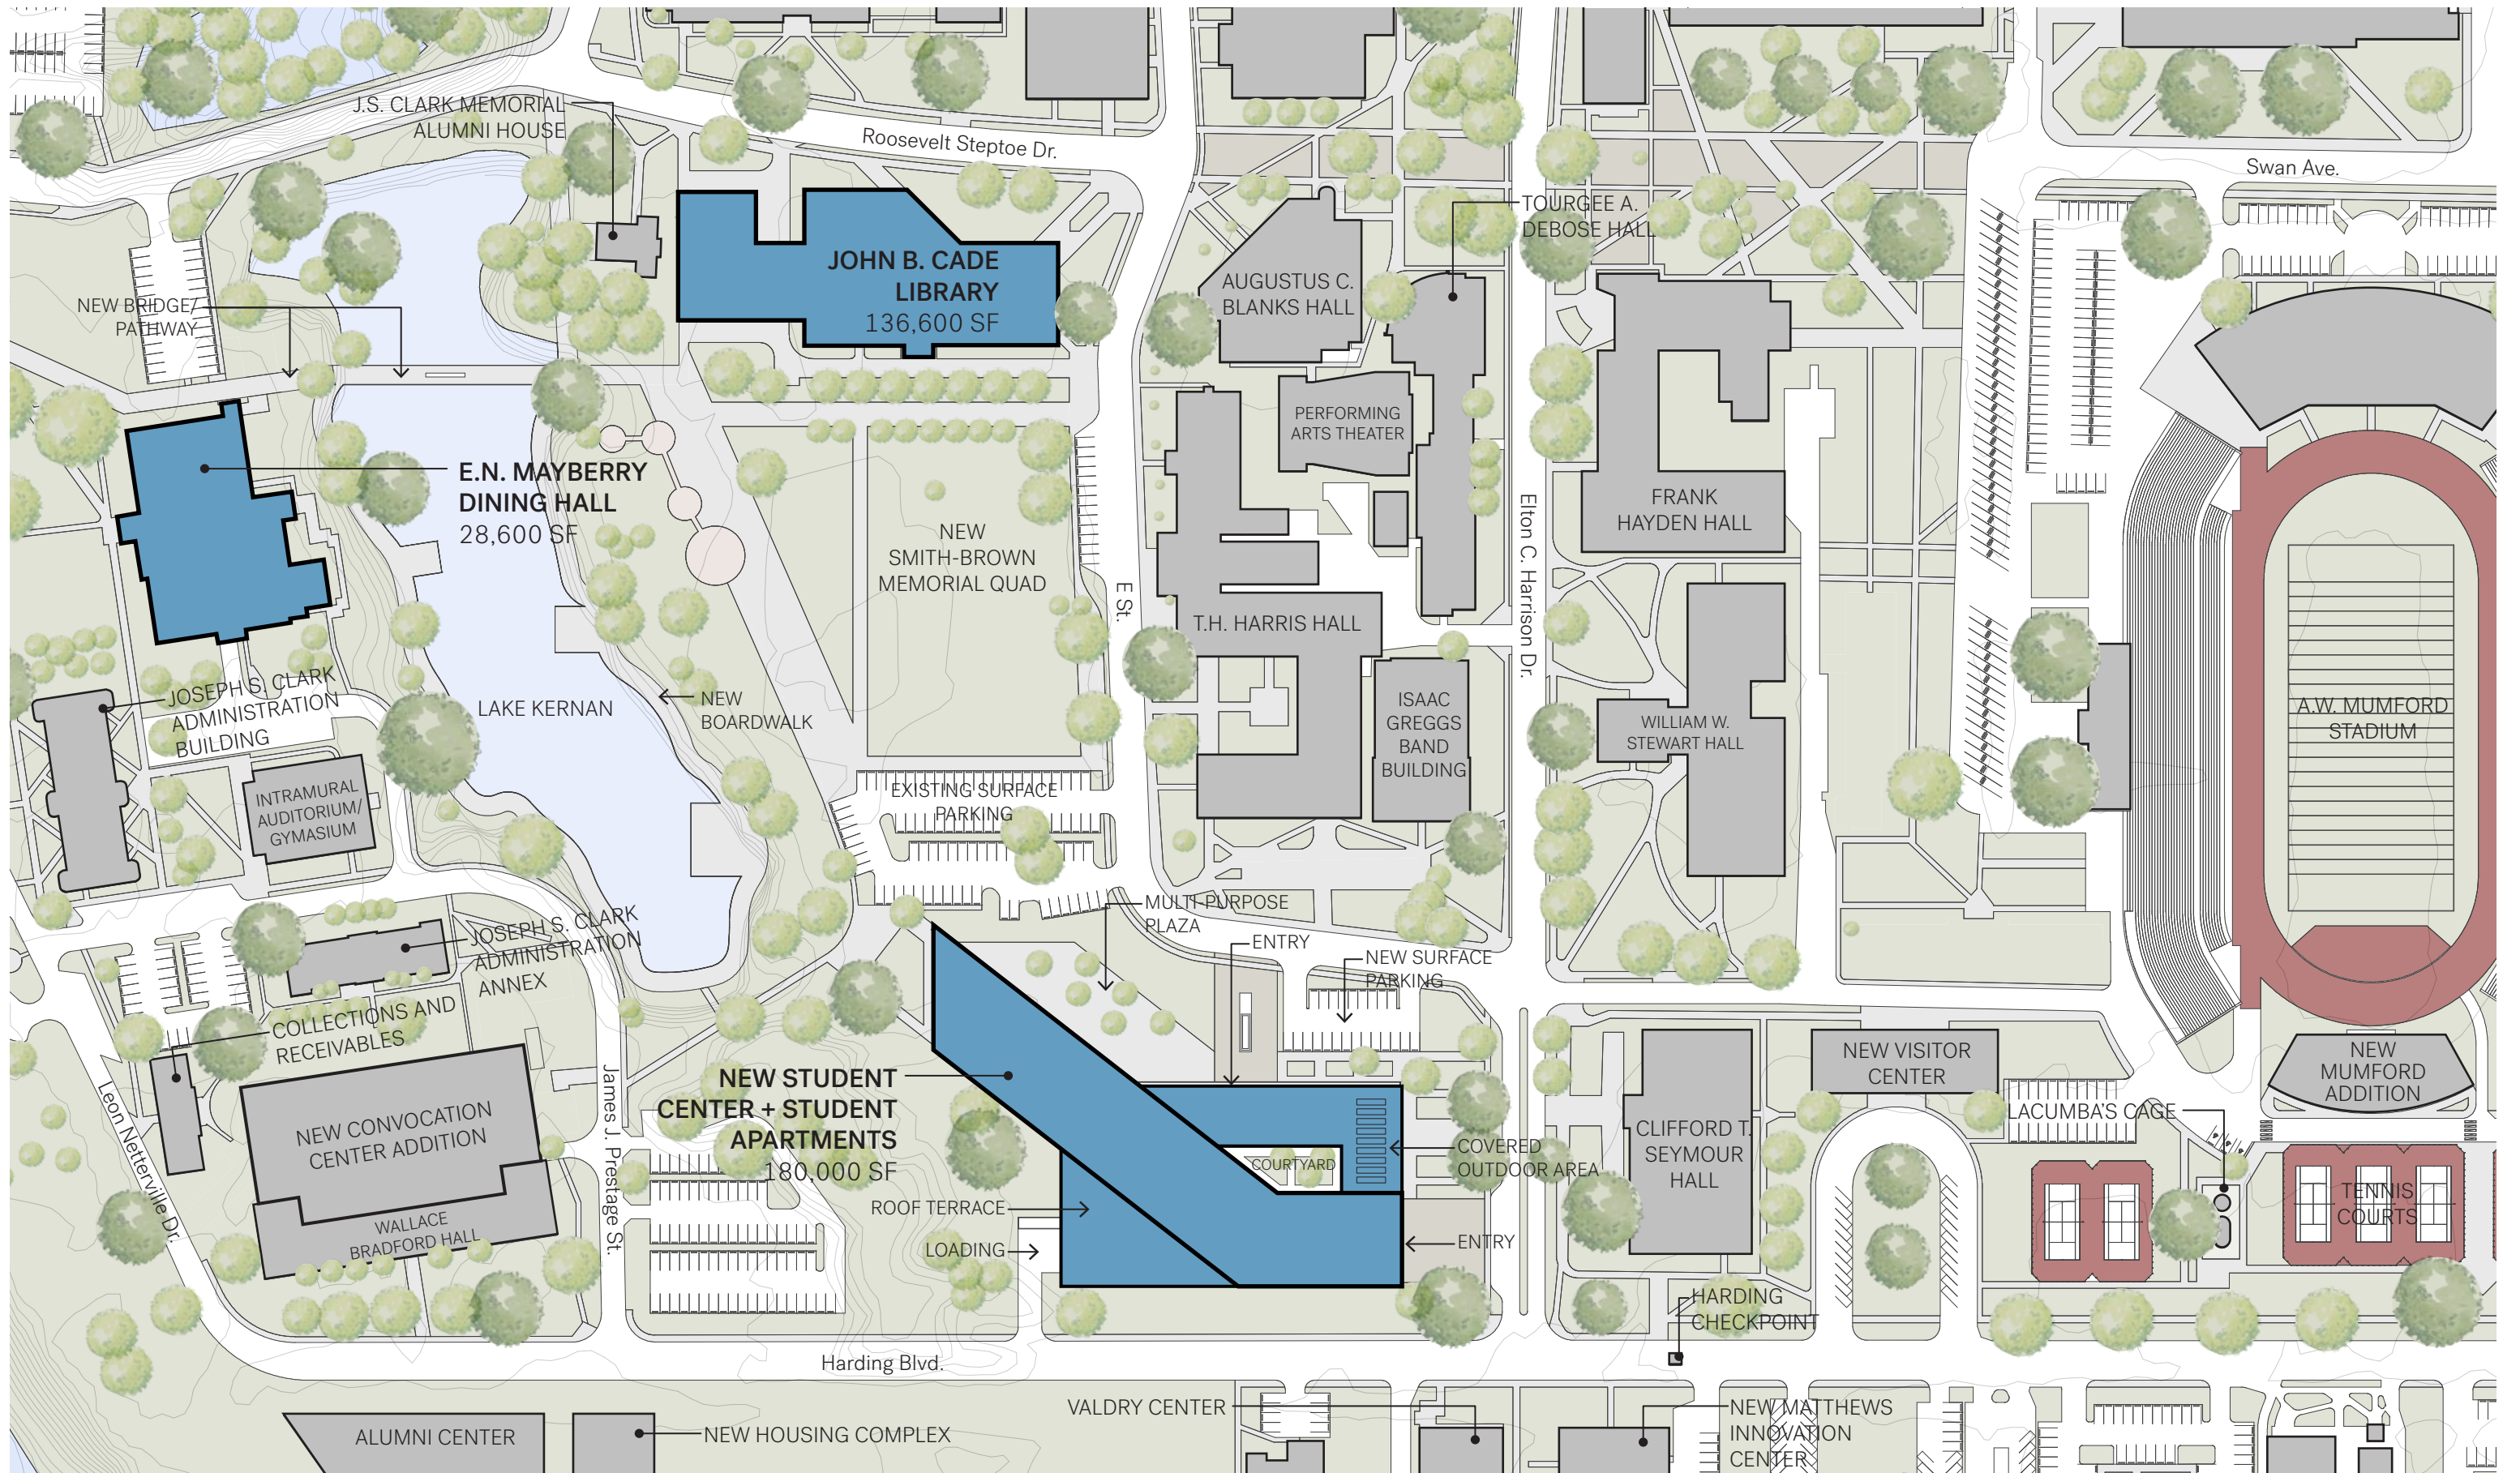 J.S. CLARK MEMORIAL
ALUMNI HOUSE
Roosevelt Steptoe Dr.
Swan Ave.
TOURGEE A.
DEBOSE HALL
JOHN B. CADE
LIBRARY
136,600 SF
AUGUSTUS C.
BLANKS HALL
NEW BRIDGE/
PATHWAY
PERFORMING
ARTS THEATER
E.N. MAYBERRY
DINING HALL
28,600 SF
FRANK
HAYDEN HALL
Elton C. Harrison Dr.
NEW
SMITH-BROWN
MEMORIAL QUAD
E St.
T.H. HARRIS HALL
JOSEPH S. CLARK
ADMINISTRATION
BUILDING
LAKE KERNAN
NEW
BOARDWALK
ISAAC
GREGGS
BAND
BUILDING
WILLIAM W.
STEWART HALL
A.W. MUMFORD
STADIUM
INTRAMURAL
AUDITORIUM/
GYMASIUM
EXISTING SURFACE
PARKING
MULTI-PURPOSE
PLAZA
JOSEPH S. CLARK
ADMINISTRATION
ANNEX
ENTRY
NEW SURFACE
PARKING
COLLECTIONS AND
RECEIVABLES
NEW VISITOR
CENTER
NEW
MUMFORD
ADDITION
Leon Netterville Dr.
James J. Prestage St.
NEW STUDENT
CENTER + STUDENT
APARTMENTS
180,000 SF
NEW CONVOCATION
CENTER ADDITION
LACUMBA'S CAGE
CLIFFORD T.
SEYMOUR
HALL
COVERED
OUTDOOR AREA
COURTYARD
TENNIS
COURTS
ROOF TERRACE
WALLACE
BRADFORD HALL
LOADING
ENTRY
HARDING
CHECKPOINT
Harding Blvd.
VALDRY CENTER
NEW MATTHEWS
INNOVATION
CENTER
ALUMNI CENTER
NEW HOUSING COMPLEX